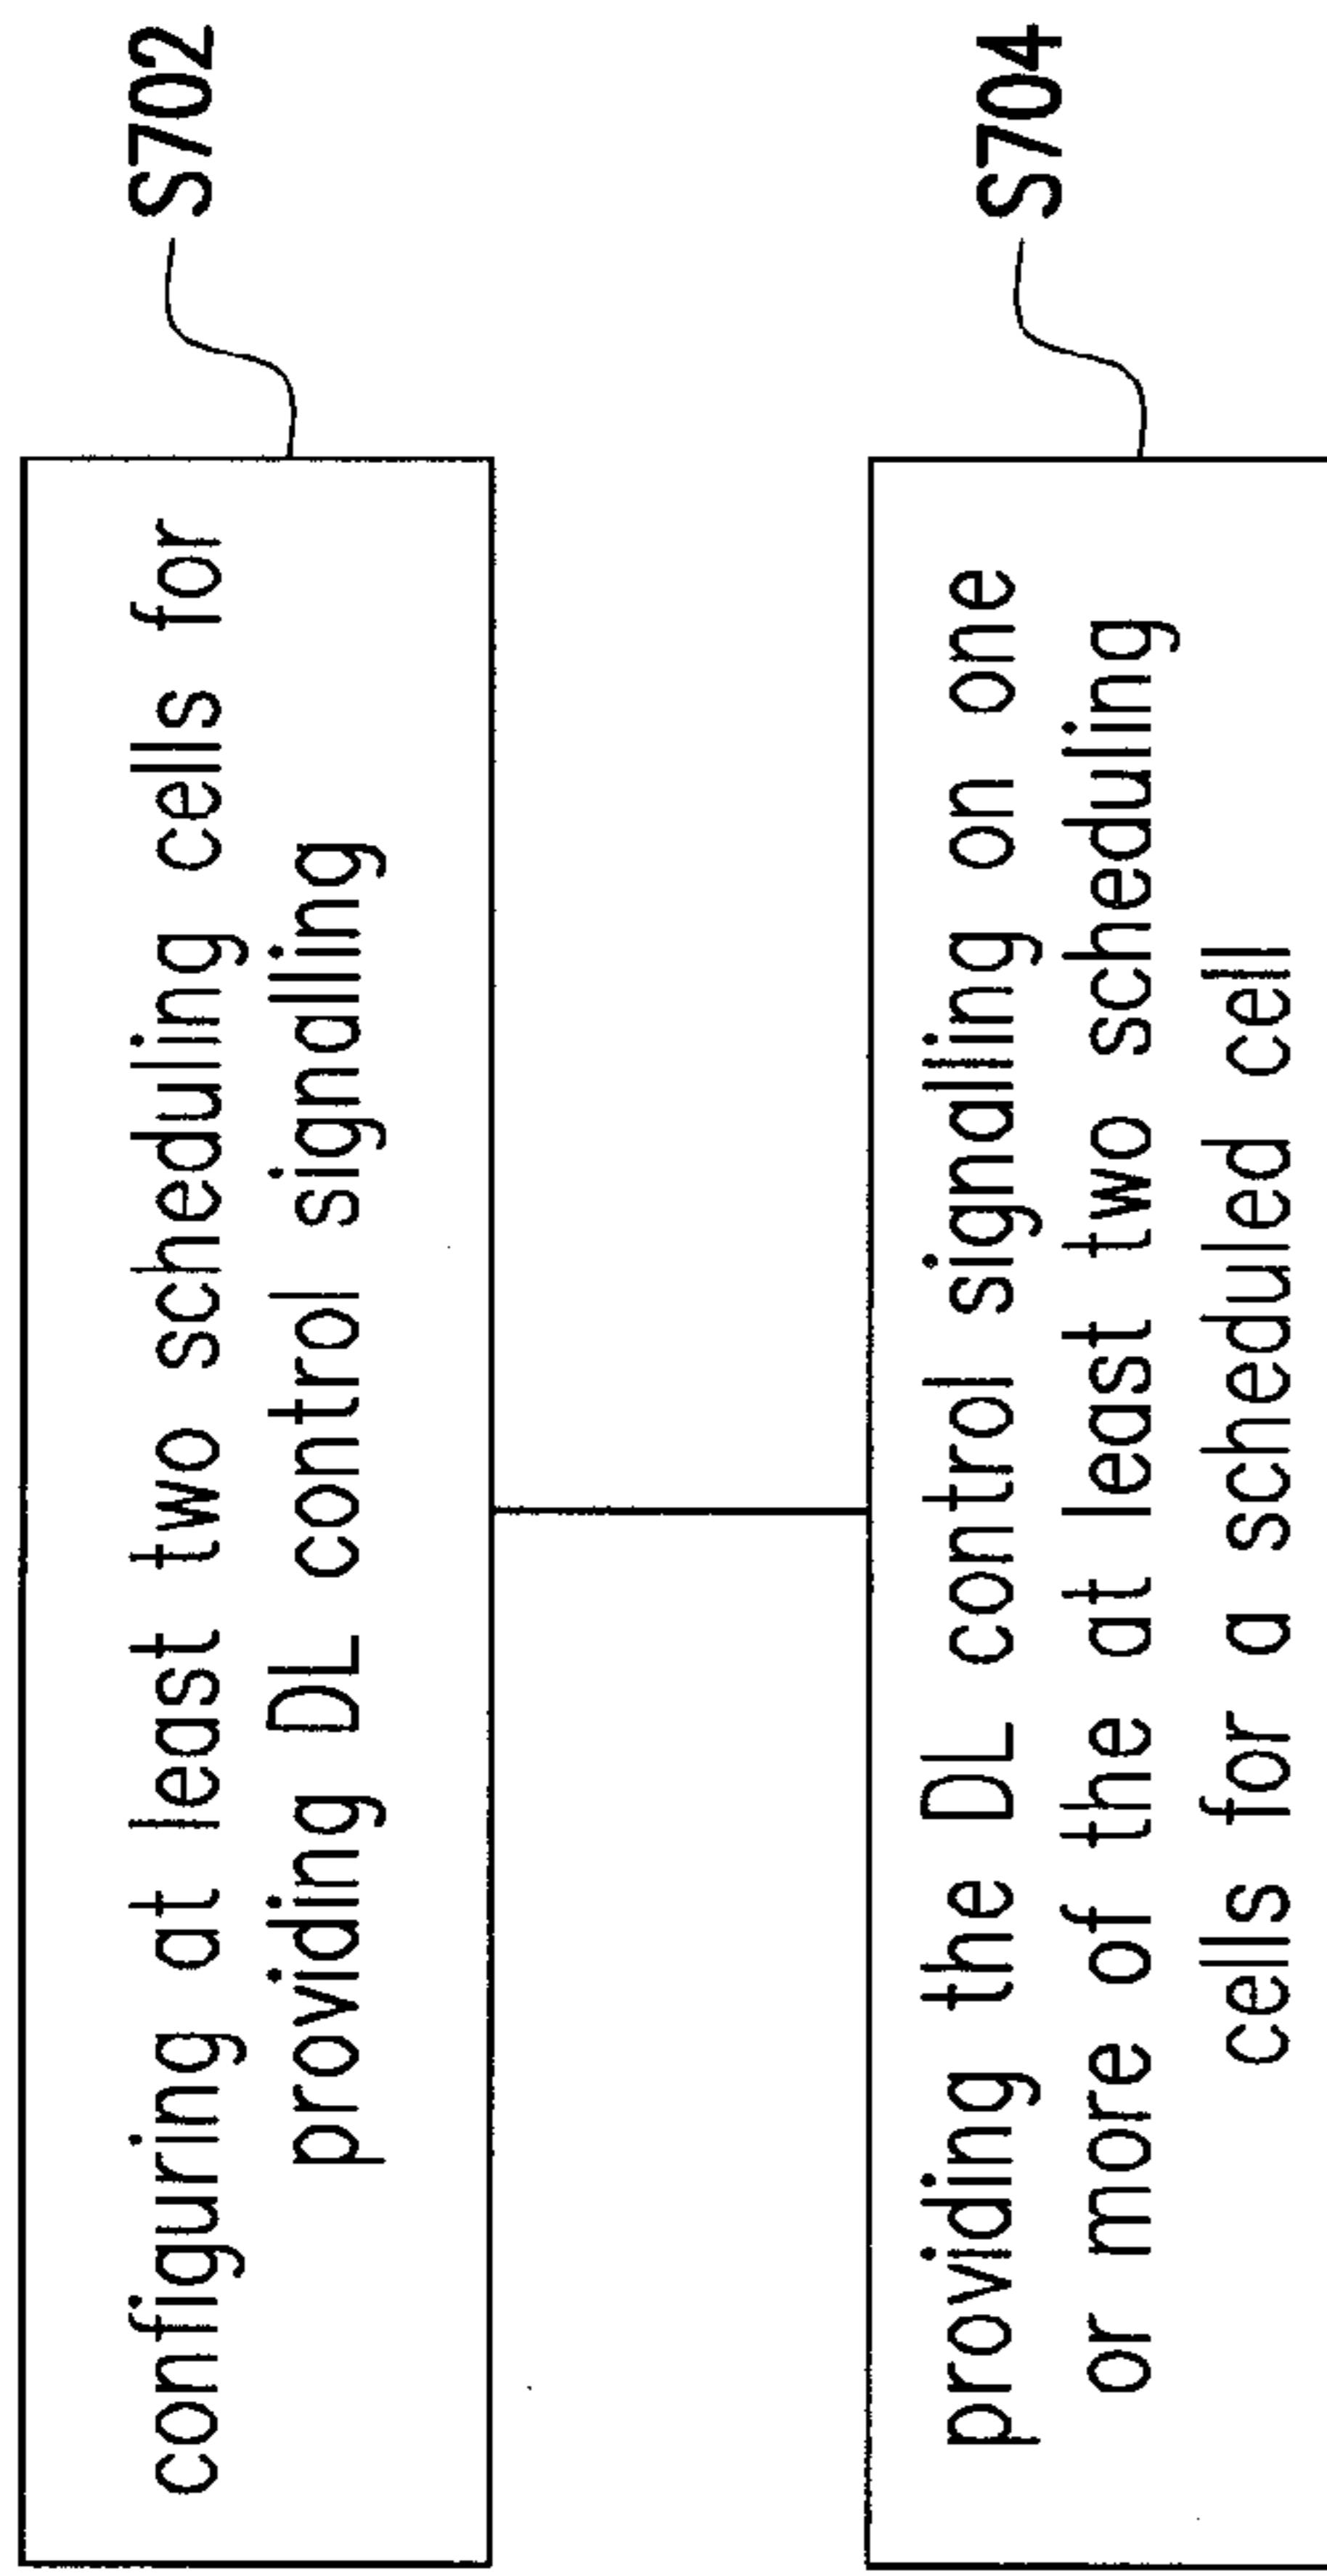 configuring at least two scheduling cells for
providing DL control signalling
S702
providing the DL control signalling on one
or more of the at least two scheduling
cells for a scheduled cell
S704